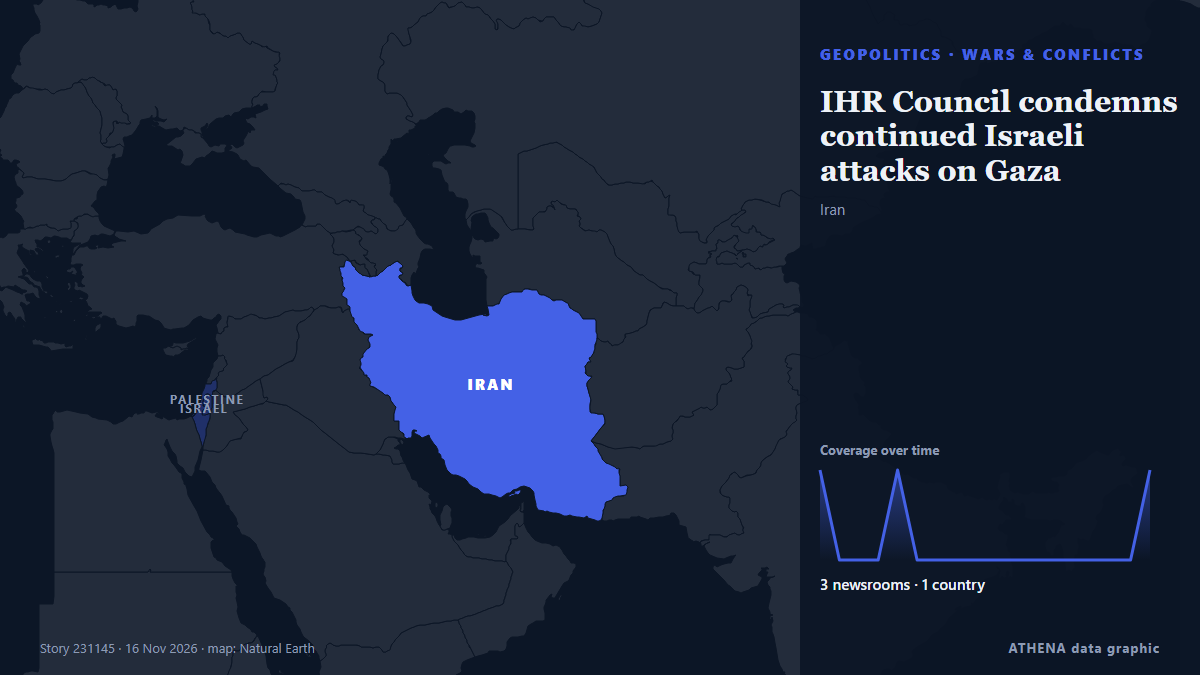 GEOPOLITICS · WARS & CONFLICTS
IHR Council condemns
continued Israeli
attacks on Gaza
Iran
IRAN
PALESTINE
ISRAEL
Coverage over time
3 newsrooms · 1 country
Story 231145 · 16 Nov 2026 · map: Natural Earth
ATHENA data graphic